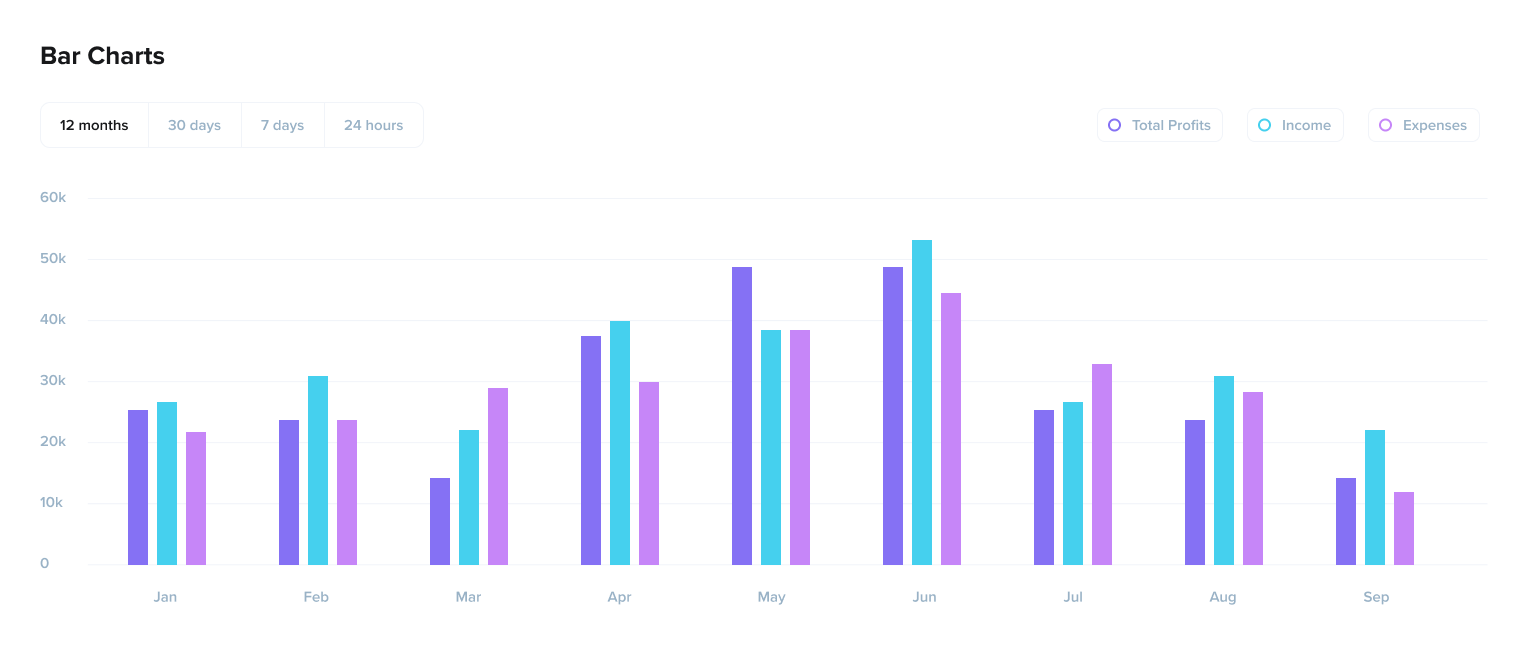 Bar Charts
12 months 30 days 7 days 24 hours Total Profits Income Expenses
60k
50k
40k
30k
20k
10k
0
Jan Feb Mar Apr May Jun Jul Aug Sep